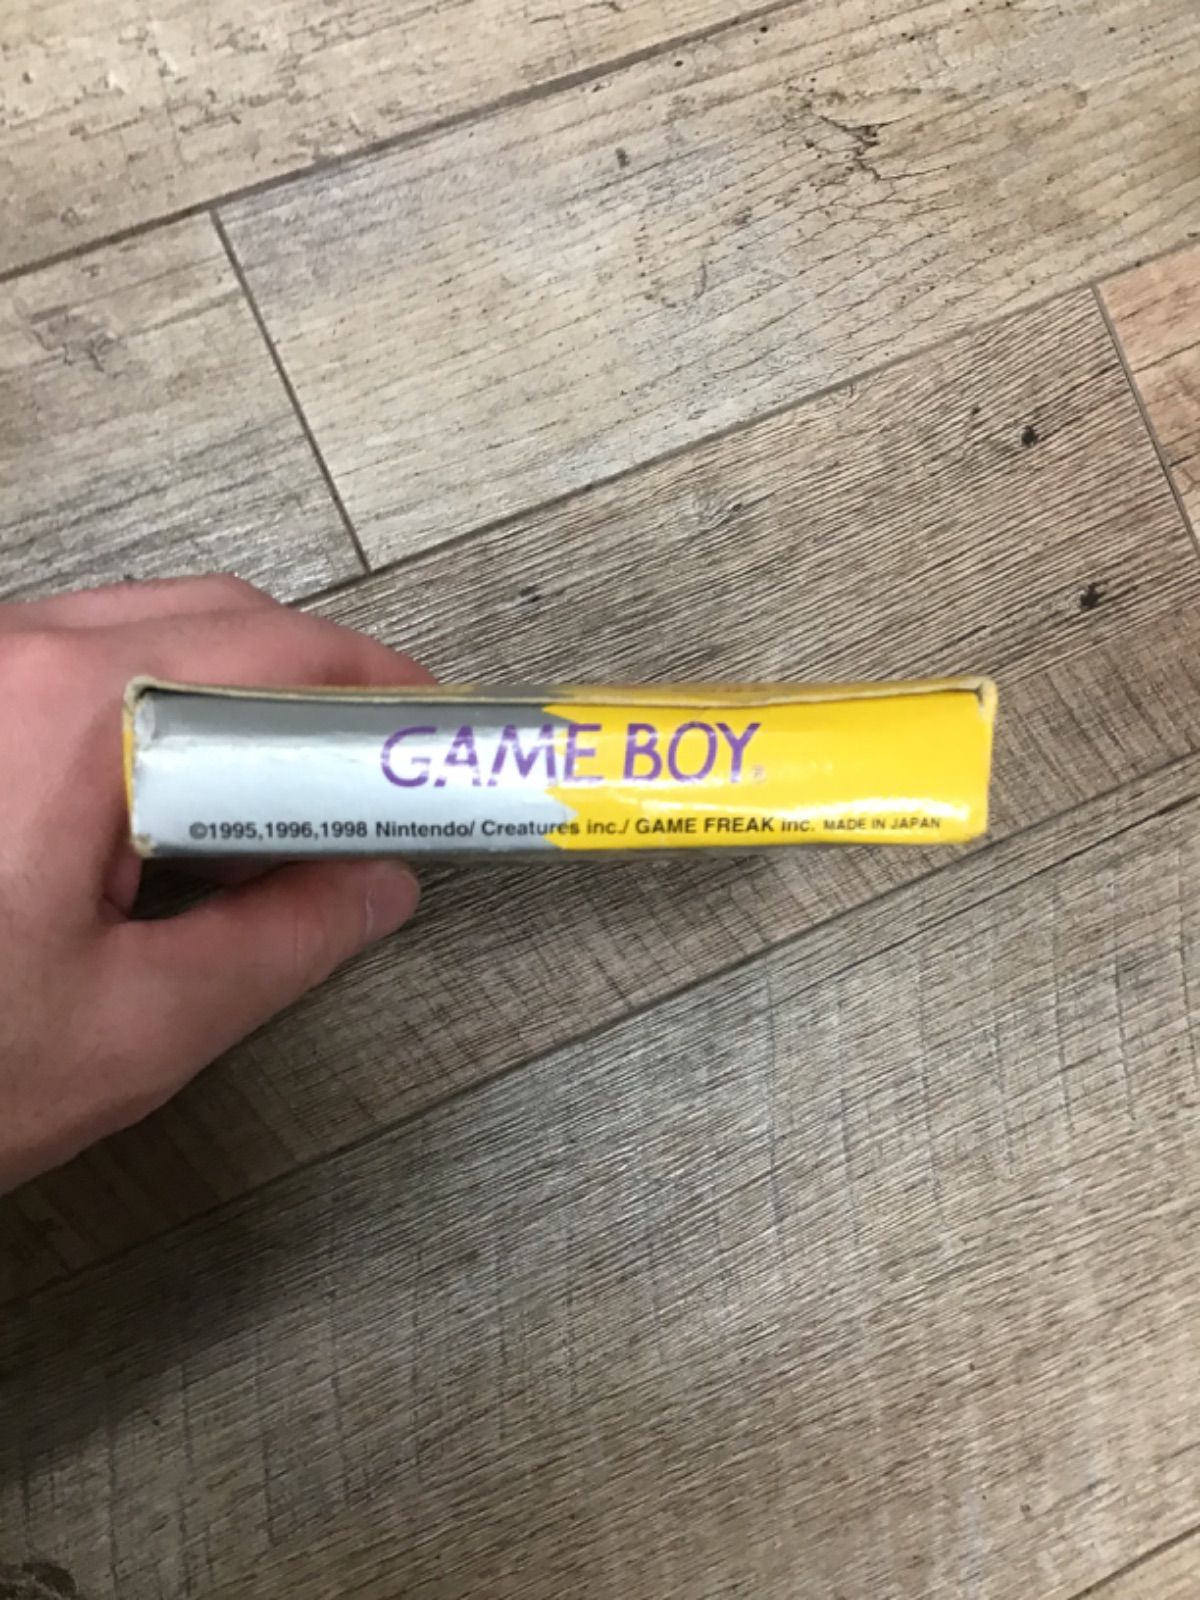 GAME BOY®
©1995,1996,1998 Nintendo/ Creatures inc./ GAME FREAK inc. MADE IN JAPAN